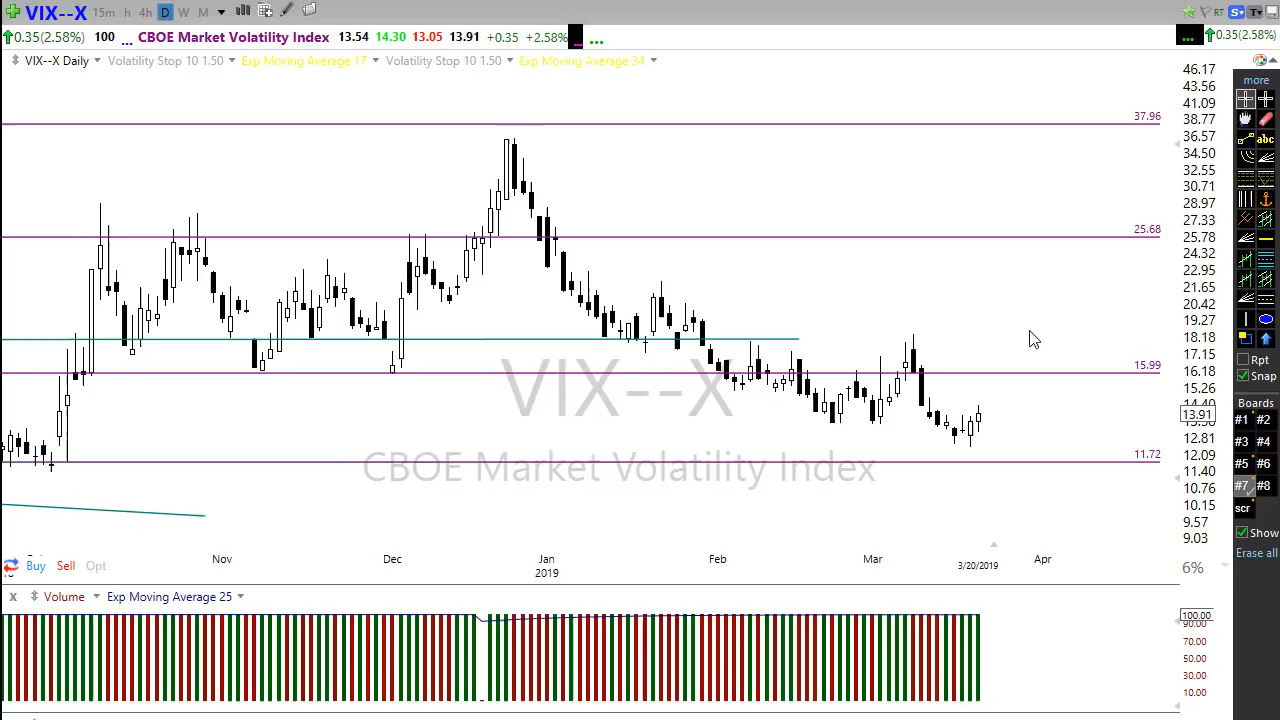 VIX--X 15m h 4h D W M RT S T
0.35(2.58%) 100 ... CBOE Market Volatility Index 13.54 14.30 13.05 13.91 +0.35 +2.58% ... ... 0.35(2.58%)
VIX--X Daily Volatility Stop 10 1.50 Exp Moving Average 17 Volatility Stop 10 1.50 Exp Moving Average 34
46.17
43.56
41.09
38.77
36.57
34.50
32.55
30.71
28.97
27.33
25.78
24.32
22.95
21.65
20.42
19.27
18.18
17.15
16.18
15.26
14.40
13.91
12.81
12.09
11.40
10.76
10.15
9.57
9.03
37.96
25.68
15.99
11.72
VIX--X
CBOE Market Volatility Index
Nov Dec Jan Feb Mar Apr
2019 3/20/2019
Buy Sell Opt 6%
x Volume Exp Moving Average 25
100.00
90.00
70.00
50.00
30.00
10.00
more
abc
Rpt
Snap
Boards
#1 #2
#3 #4
#5 #6
#7 #8
scr
Show
Erase all